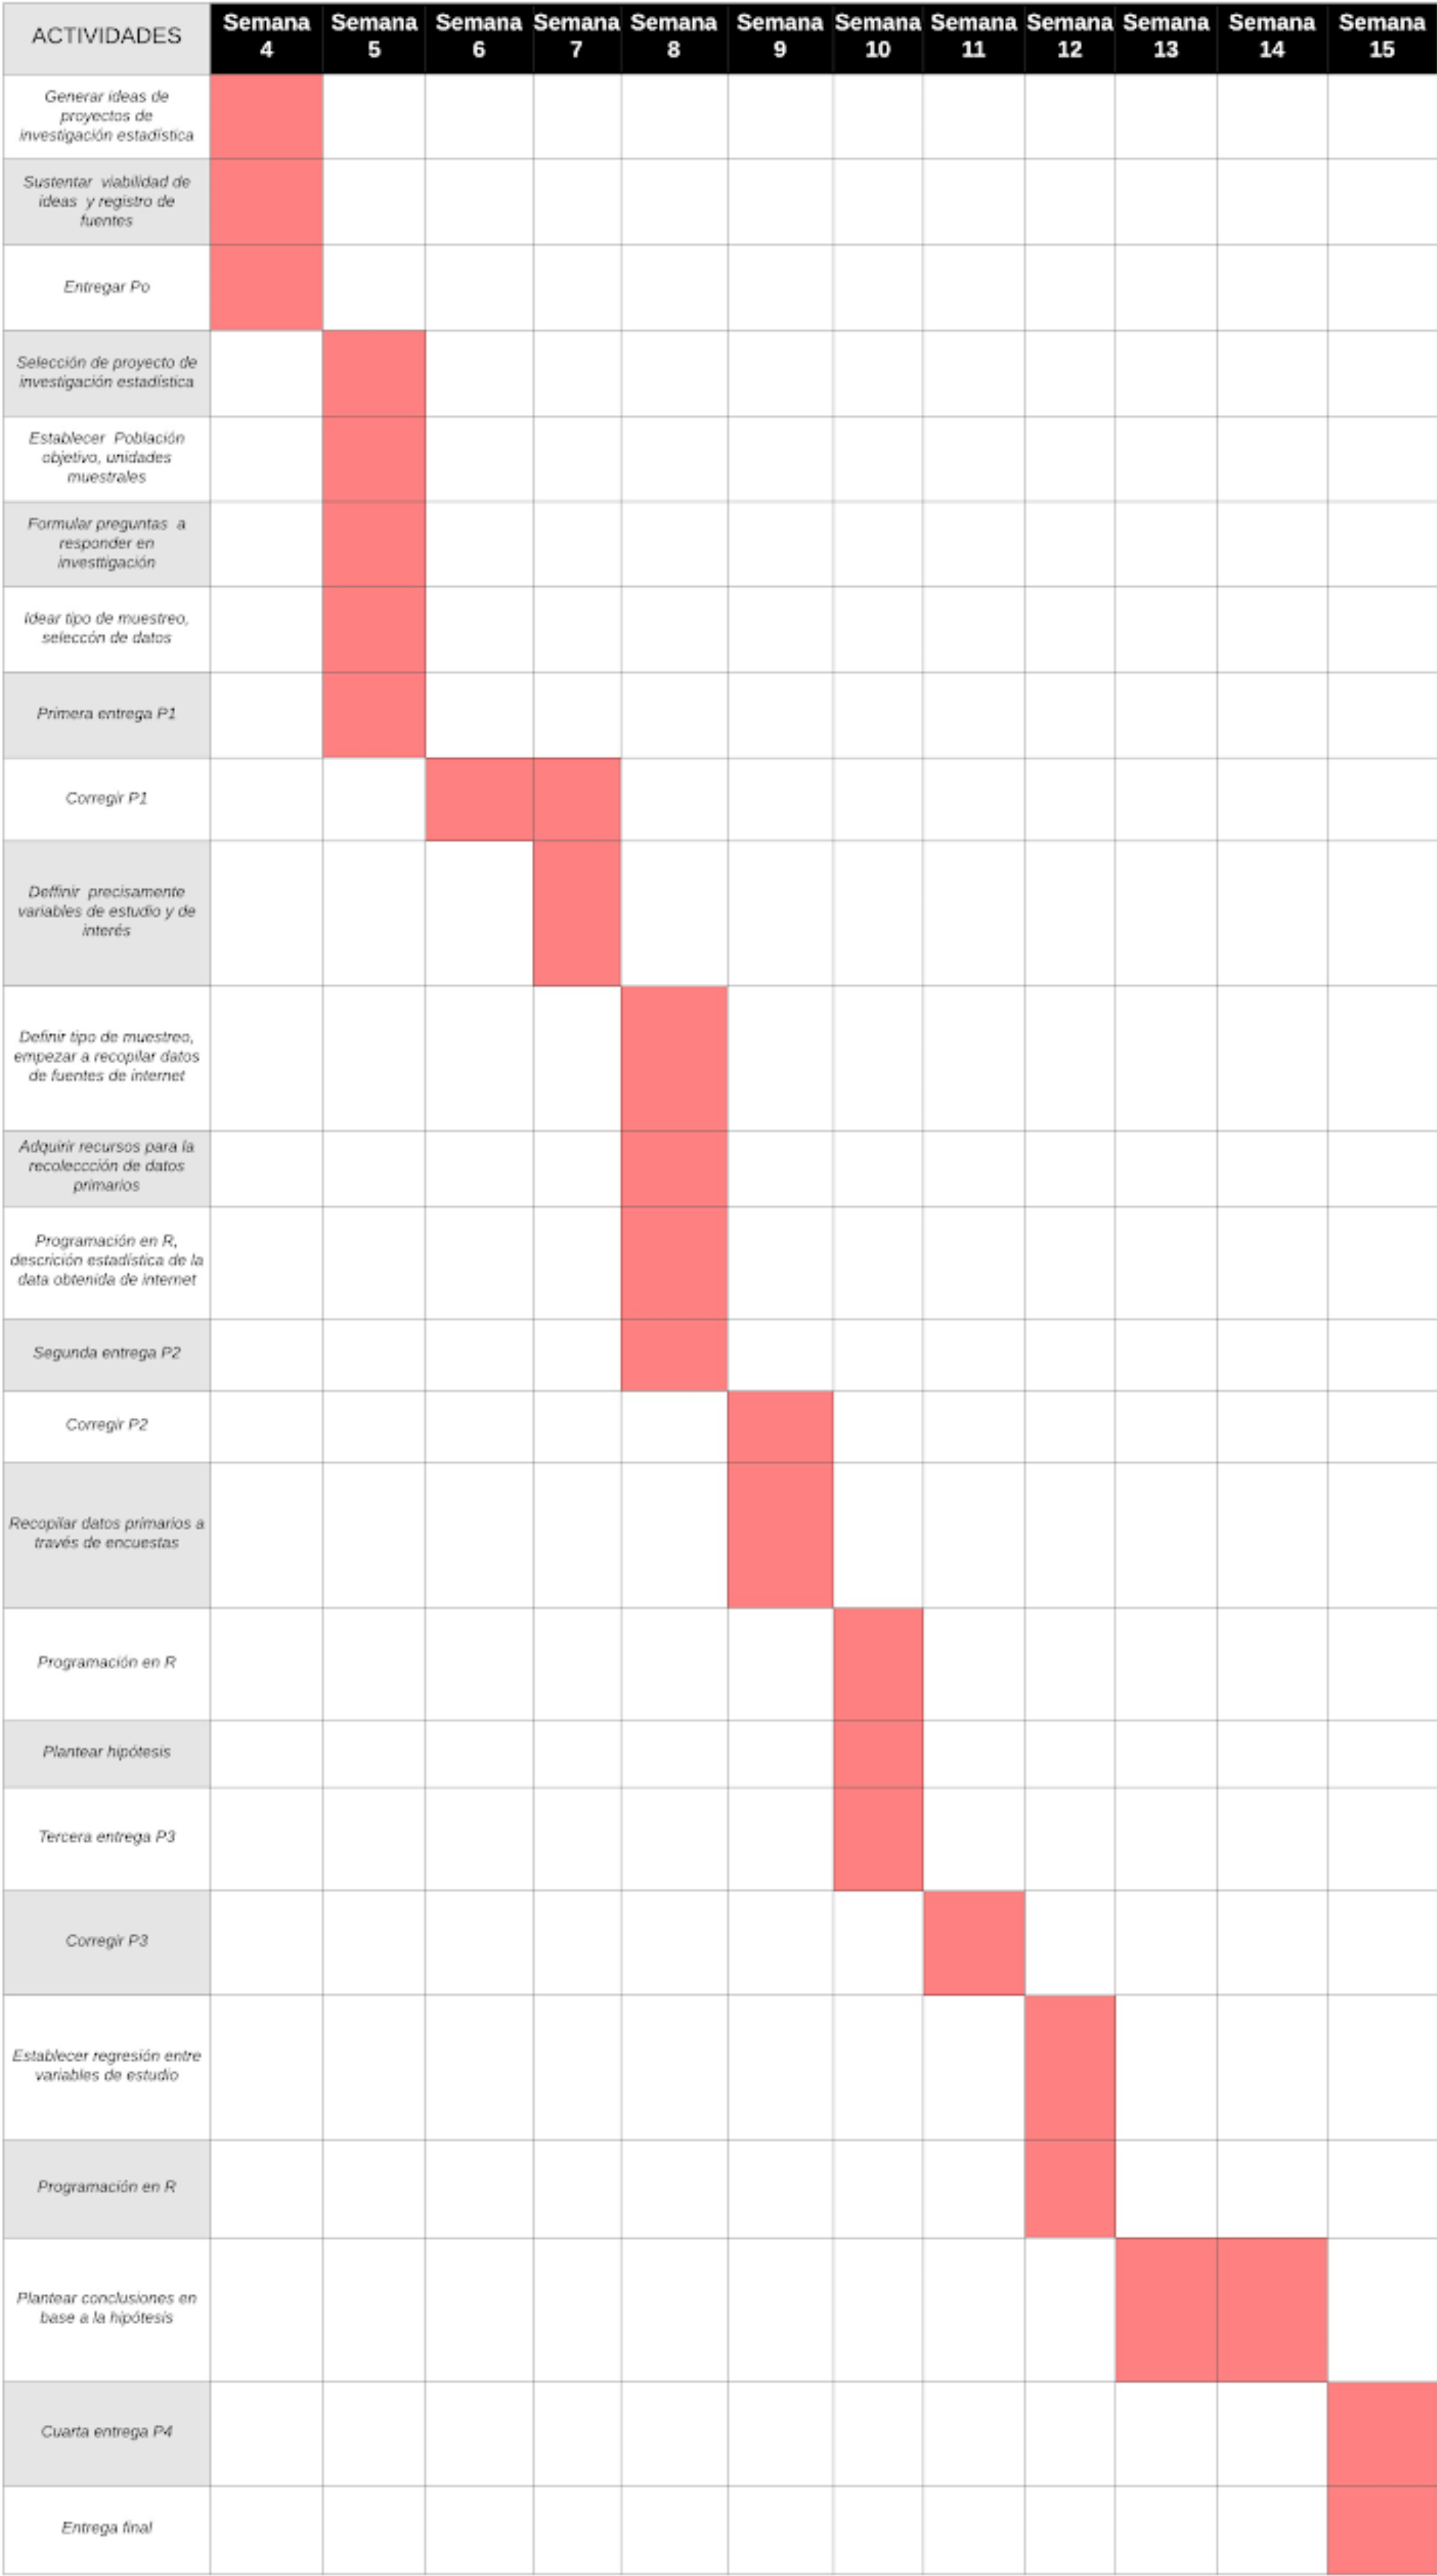 ACTIVIDADES
Semana 4
Semana 5
Semana 6
Semana 7
Semana 8
Semana 9
Semana 10
Semana 11
Semana 12
Semana 13
Semana 14
Semana 15
Generar ideas de
proyectos de
investigación estadística
Sustentar viabilidad de
ideas y registro de
fuentes
Entregar Po
Selección de proyecto de
investigación estadística
Establecer Población
objetivo, unidades
muestrales
Formular preguntas a
responder en
investtigación
Idear tipo de muestreo,
seleccón de datos
Primera entrega P1
Corregir P1
Deffinir precisamente
variables de estudio y de
interés
Definir tipo de muestreo,
empezar a recopilar datos
de fuentes de internet
Adquirir recursos para la
recoleccción de datos
primarios
Programación en R,
descrición estadística de la
data obtenida de internet
Segunda entrega P2
Corregir P2
Recopilar datos primarios a
través de encuestas
Programación en R
Plantear hipótesis
Tercera entrega P3
Corregir P3
Establecer regresión entre
variables de estudio
Programación en R
Plantear conclusiones en
base a la hipótesis
Cuarta entrega P4
Entrega final